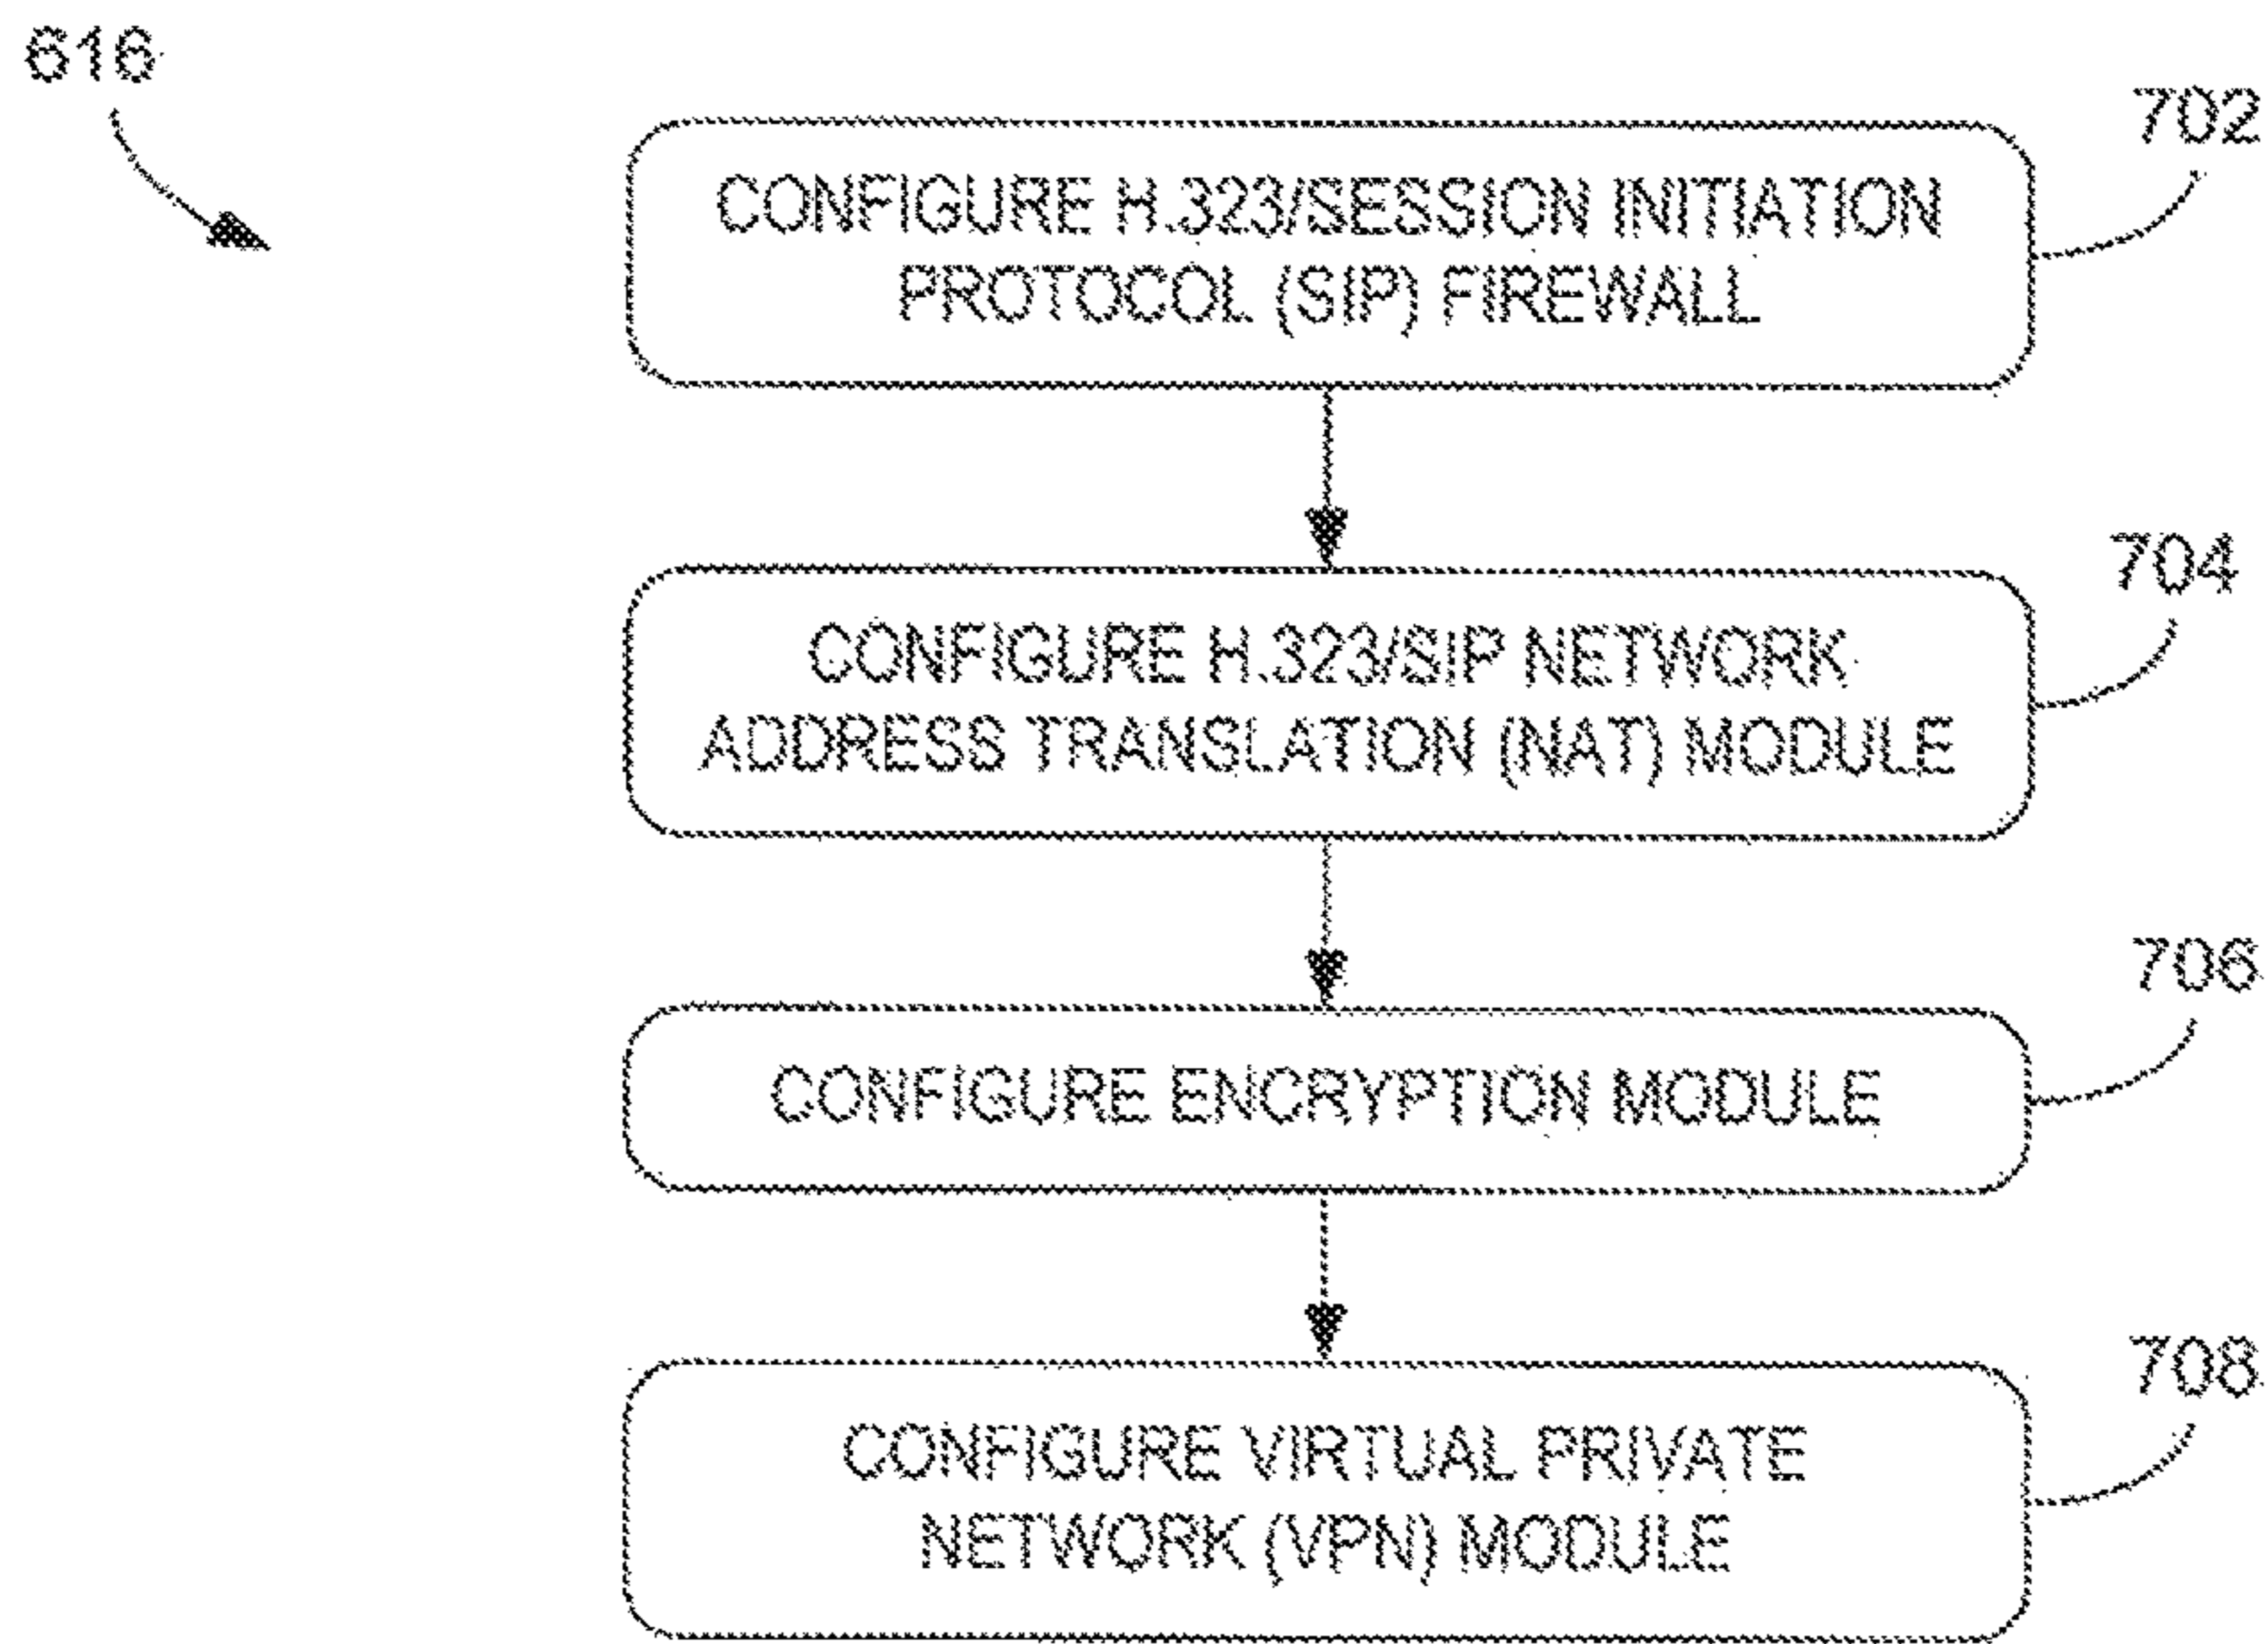 616
702
CONFIGURE H.323/SESSION INITIATION
PROTOCOL (SIP) FIREWALL
704
CONFIGURE H.323/SIP NETWORK
ADDRESS TRANSLATION (NAT) MODULE
706
CONFIGURE ENCRYPTION MODULE
708
CONFIGURE VIRTUAL PRIVATE
NETWORK (VPN) MODULE